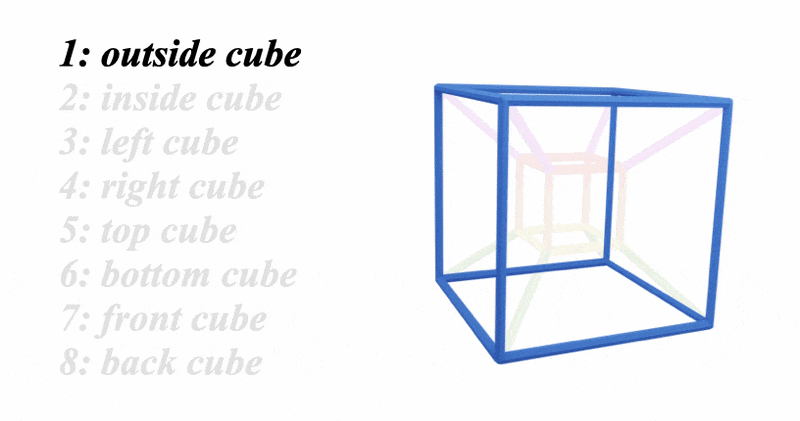 1: outside cube
2: inside cube
3: left cube
4: right cube
5: top cube
6: bottom cube
7: front cube
8: back cube